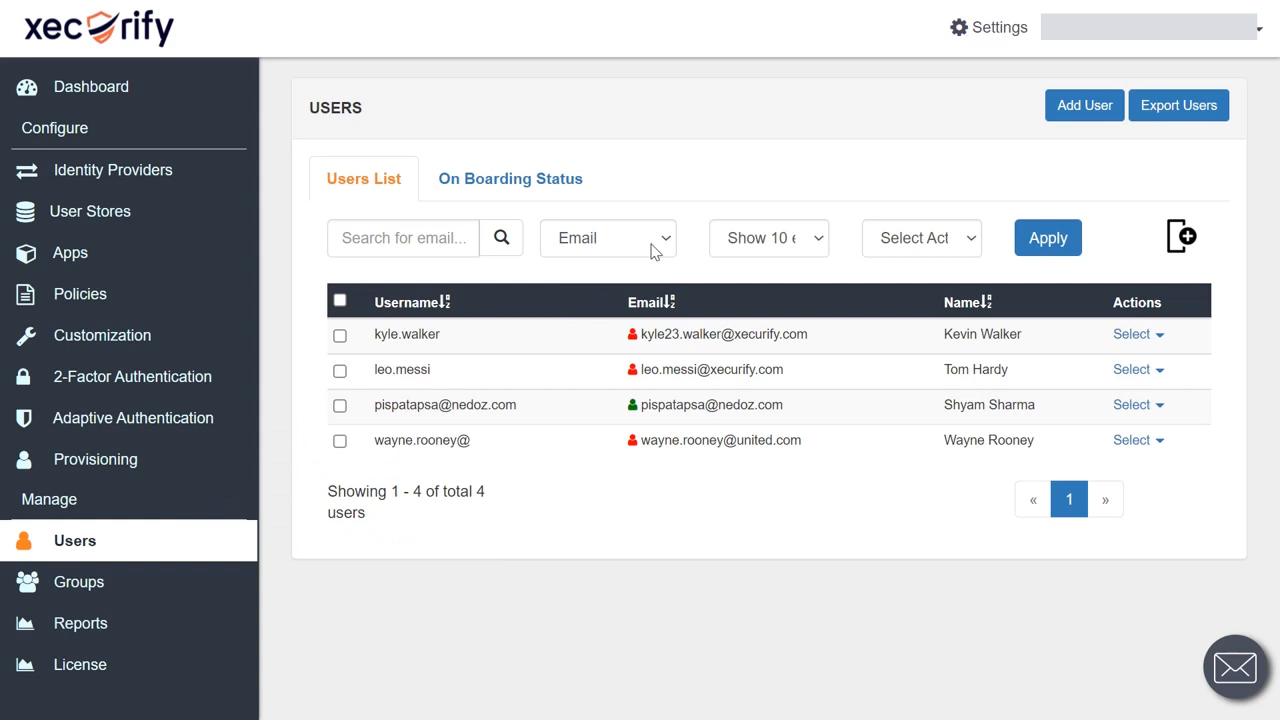 xecurify
Settings
Dashboard
Configure
Identity Providers
User Stores
Apps
Policies
Customization
2-Factor Authentication
Adaptive Authentication
Provisioning
Manage
Users
Groups
Reports
License
USERS
Add User
Export Users
Users List
On Boarding Status
Search for email...
Email
Show 10 e
Select Act
Apply
Username Email Name Actions
kyle.walker kyle23.walker@xecurify.com Kevin Walker Select
leo.messi leo.messi@xecurify.com Tom Hardy Select
pispatapsa@nedoz.com pispatapsa@nedoz.com Shyam Sharma Select
wayne.rooney@ wayne.rooney@united.com Wayne Rooney Select
Showing 1 - 4 of total 4
users
« 1 »